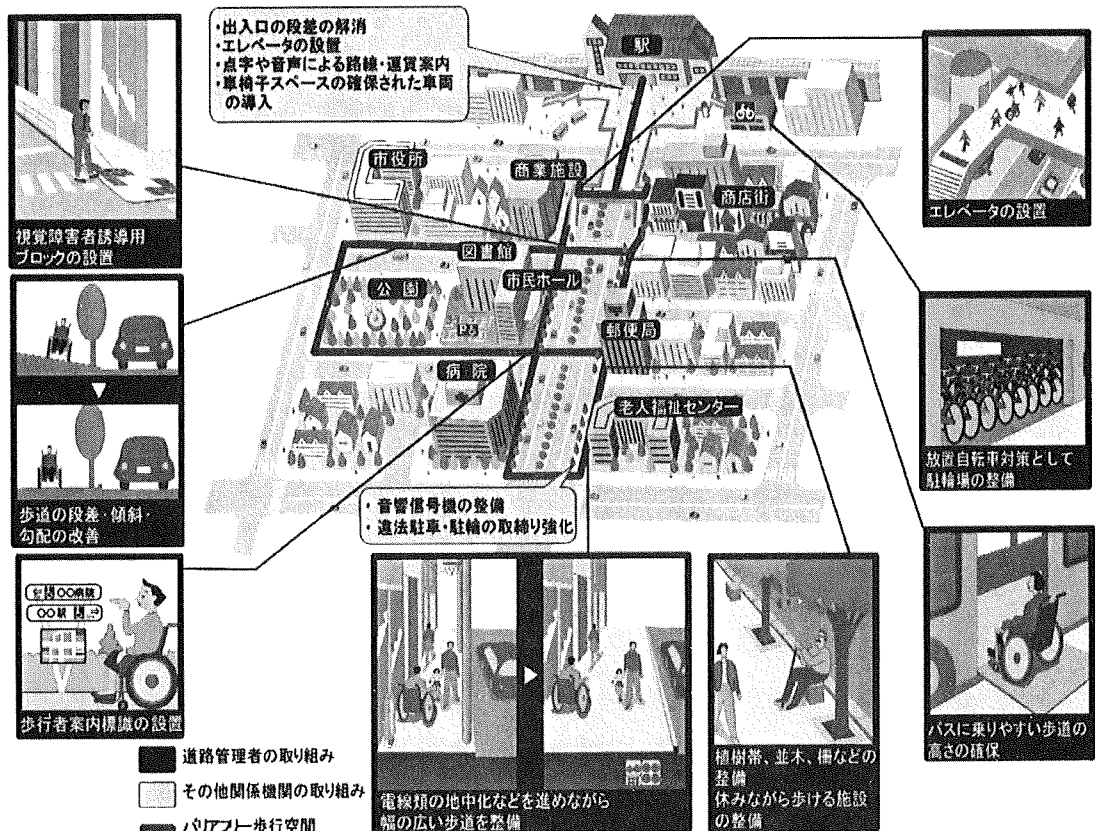 ・出入口の段差の解消
・エレベータの設置
・点字や音声による路線・運賃案内
・車椅子スペースの確保された車両
の導入
駅
市役所
商業施設
商店街
図書館
公園
市民ホール
郵便局
病院
老人福祉センター
・音響信号機の整備
・違法駐車・駐輪の取締り強化
視覚障害者誘導用
ブロックの設置
歩道の段差・傾斜・
勾配の改善
〇〇病院
〇〇駅
歩行者案内標識の設置
エレベータの設置
放置自転車対策として
駐輪場の整備
バスに乗りやすい歩道の
高さの確保
電線類の地中化などを進めながら
幅の広い歩道を整備
植樹帯、並木、柵などの
整備
休みながら歩ける施設
の整備
道路管理者の取り組み
その他関係機関の取り組み
バリアフリー歩行空間